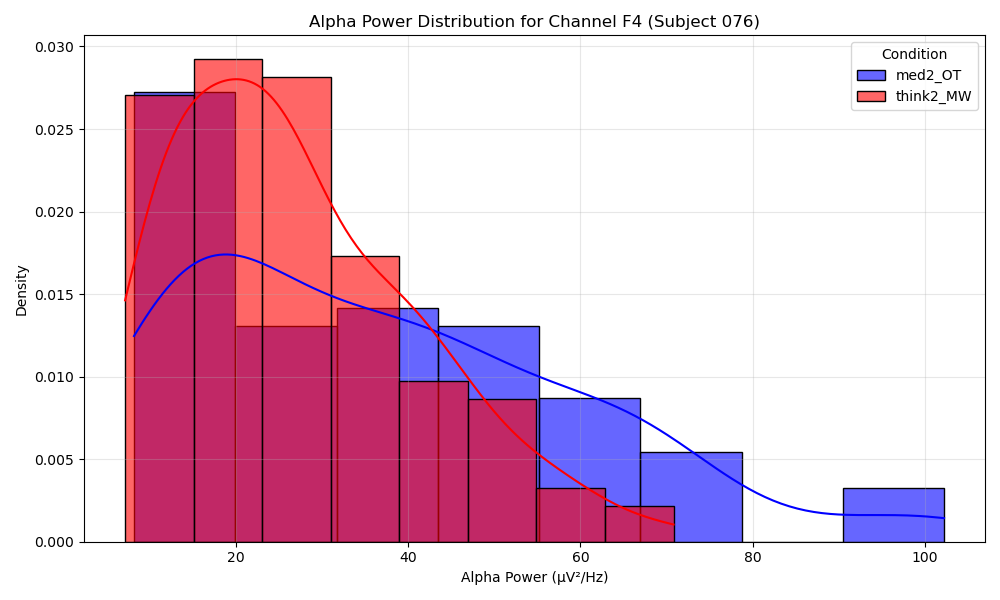 Alpha Power Distribution for Channel F4 (Subject 076)
Condition
med2_OT
think2_MW
Density
0.030
0.025
0.020
0.015
0.010
0.005
0.000
20
40
60
80
100
Alpha Power (μV²/Hz)